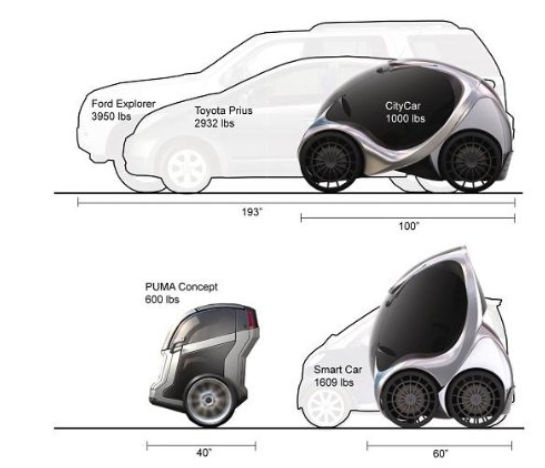 Ford Explorer
3950 lbs
Toyota Prius
2932 lbs
CityCar
1000 lbs
193"
100"
PUMA Concept
600 lbs
Smart Car
1609 lbs
40"
60"